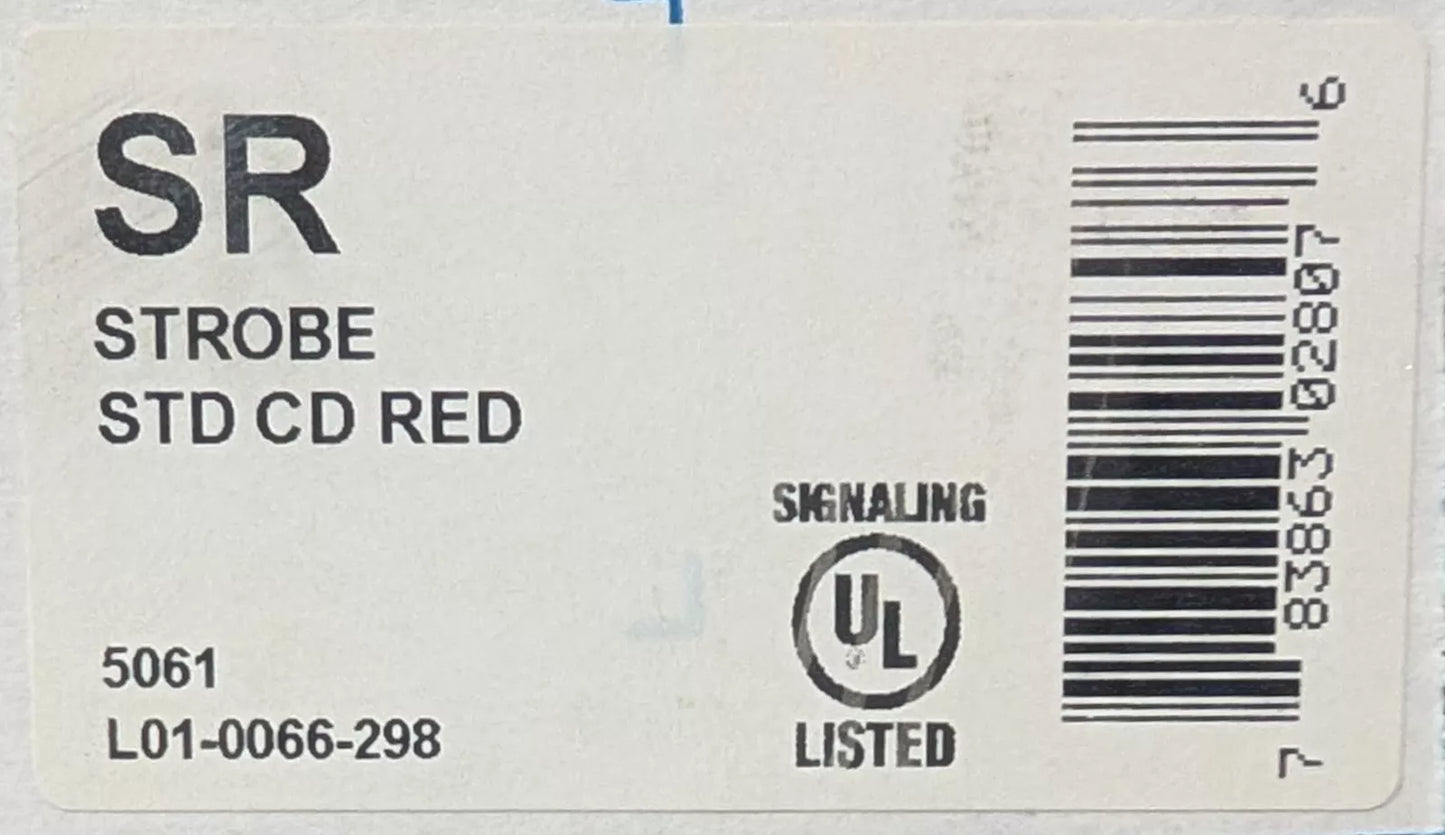 SR
STROBE
STD CD RED
5061
L01-0066-298
SIGNALING
UL
LISTED
7 83863 02807 6